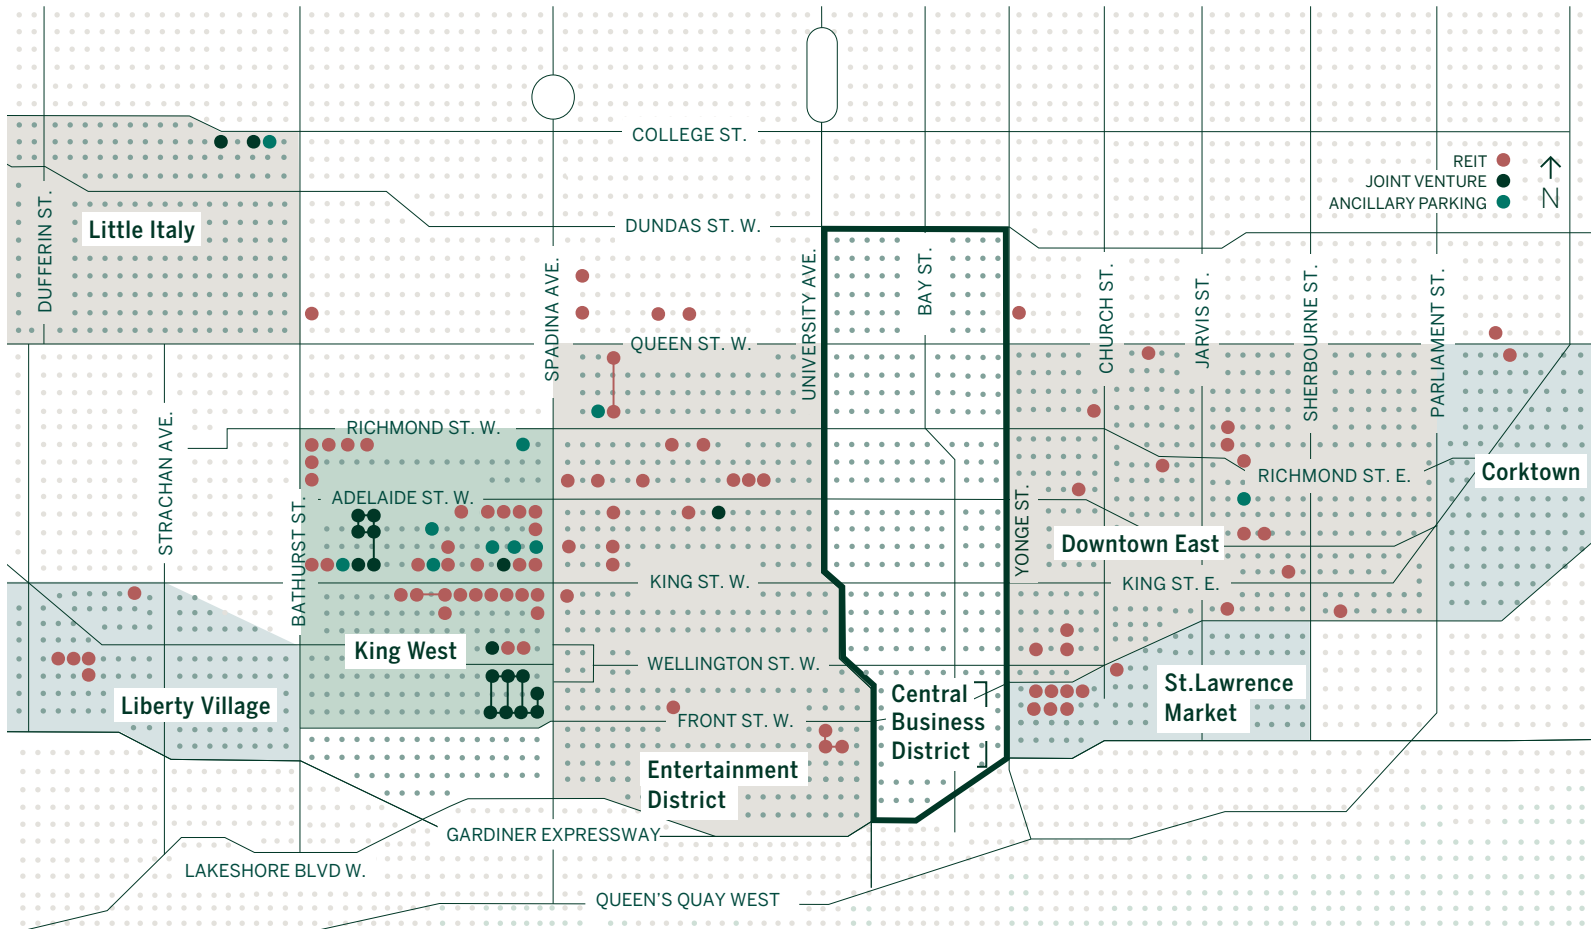 COLLEGE ST.
REIT
JOINT VENTURE
ANCILLARY PARKING
N
DUFFERIN ST.
Little Italy
DUNDAS ST. W.
SPADINA AVE.
UNIVERSITY AVE.
BAY ST.
CHURCH ST.
JARVIS ST.
SHERBOURNE ST.
PARLIAMENT ST.
QUEEN ST. W.
STRACHAN AVE.
RICHMOND ST. W.
RICHMOND ST. E.
Corktown
ADELAIDE ST. W.
BATHURST ST.
YONGE ST.
Downtown East
KING ST. W.
KING ST. E.
King West
WELLINGTON ST. W.
Liberty Village
Central
Business
District
St.Lawrence
Market
FRONT ST. W.
Entertainment
District
GARDINER EXPRESSWAY
LAKESHORE BLVD W.
QUEEN'S QUAY WEST